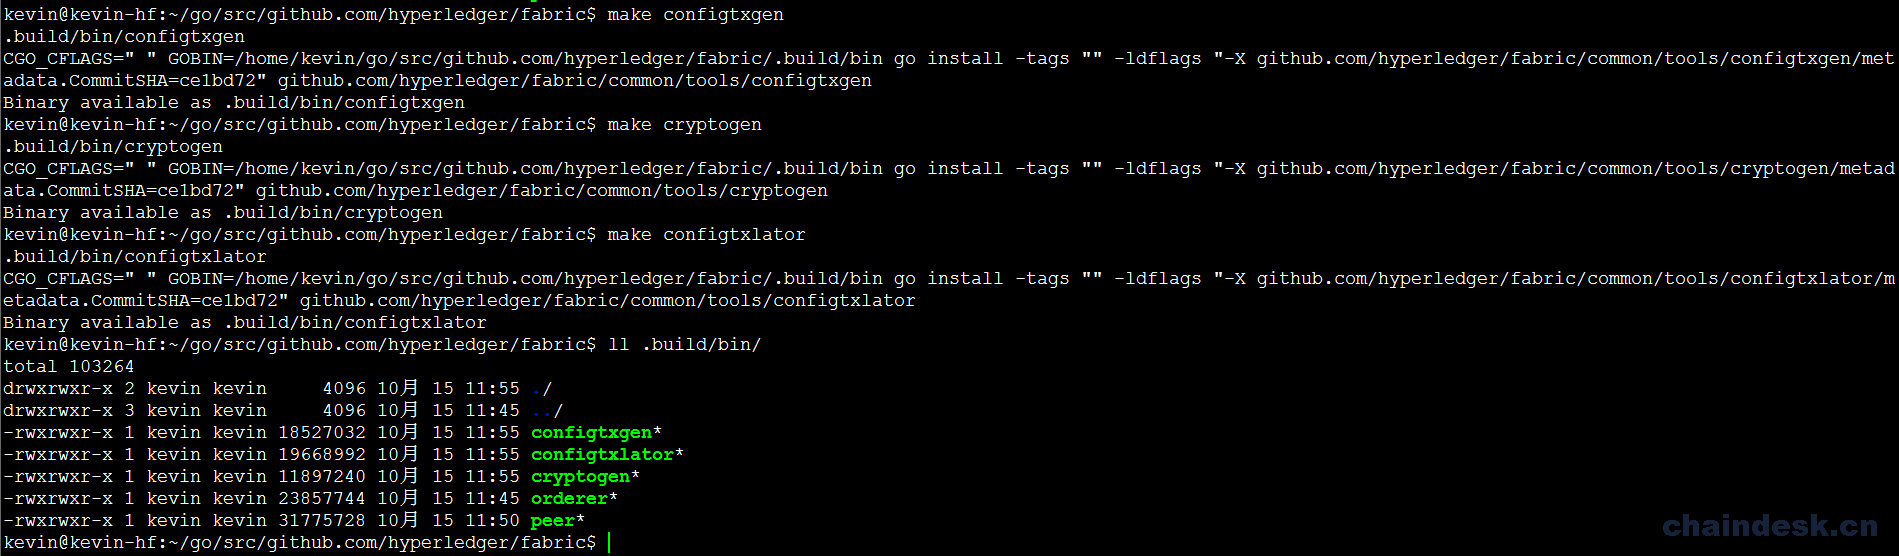 kevin@kevin-hf:~/go/src/github.com/hyperledger/fabric$ make configtxgen
.build/bin/configtxgen
CGO_CFLAGS=" " GOBIN=/home/kevin/go/src/github.com/hyperledger/fabric/.build/bin go install -tags "" -ldflags "-X github.com/hyperledger/fabric/common/tools/configtxgen/met
adata.CommitSHA=ce1bd72" github.com/hyperledger/fabric/common/tools/configtxgen
Binary available as .build/bin/configtxgen
kevin@kevin-hf:~/go/src/github.com/hyperledger/fabric$ make cryptogen
.build/bin/cryptogen
CGO_CFLAGS=" " GOBIN=/home/kevin/go/src/github.com/hyperledger/fabric/.build/bin go install -tags "" -ldflags "-X github.com/hyperledger/fabric/common/tools/cryptogen/metad
ata.CommitSHA=ce1bd72" github.com/hyperledger/fabric/common/tools/cryptogen
Binary available as .build/bin/cryptogen
kevin@kevin-hf:~/go/src/github.com/hyperledger/fabric$ make configtxlator
.build/bin/configtxlator
CGO_CFLAGS=" " GOBIN=/home/kevin/go/src/github.com/hyperledger/fabric/.build/bin go install -tags "" -ldflags "-X github.com/hyperledger/fabric/common/tools/configtxlator/m
etadata.CommitSHA=ce1bd72" github.com/hyperledger/fabric/common/tools/configtxlator
Binary available as .build/bin/configtxlator
kevin@kevin-hf:~/go/src/github.com/hyperledger/fabric$ ll .build/bin/
total 103264
drwxrwxr-x 2 kevin kevin     4096 10月 15 11:55 ./
drwxrwxr-x 3 kevin kevin     4096 10月 15 11:45 ../
-rwxrwxr-x 1 kevin kevin 18527032 10月 15 11:55 configtxgen*
-rwxrwxr-x 1 kevin kevin 19668992 10月 15 11:55 configtxlator*
-rwxrwxr-x 1 kevin kevin 11897240 10月 15 11:55 cryptogen*
-rwxrwxr-x 1 kevin kevin 23857744 10月 15 11:45 orderer*
-rwxrwxr-x 1 kevin kevin 31775728 10月 15 11:50 peer*
kevin@kevin-hf:~/go/src/github.com/hyperledger/fabric$
chaindesk.cn